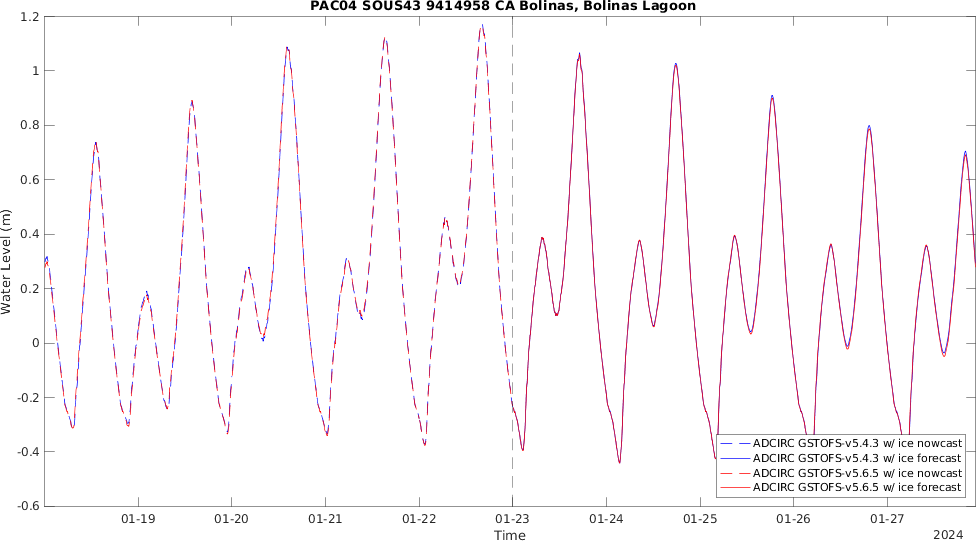 PAC04 SOUS43 9414958 CA Bolinas, Bolinas Lagoon
1.2
1
0.8
0.6
0.4
0.2
0
-0.2
-0.4
-0.6
Water Level (m)
01-19 01-20 01-21 01-22 01-23 01-24 01-25 01-26 01-27
Time
2024
ADCIRC GSTOFS-v5.4.3 w/ ice nowcast
ADCIRC GSTOFS-v5.4.3 w/ ice forecast
ADCIRC GSTOFS-v5.6.5 w/ ice nowcast
ADCIRC GSTOFS-v5.6.5 w/ ice forecast